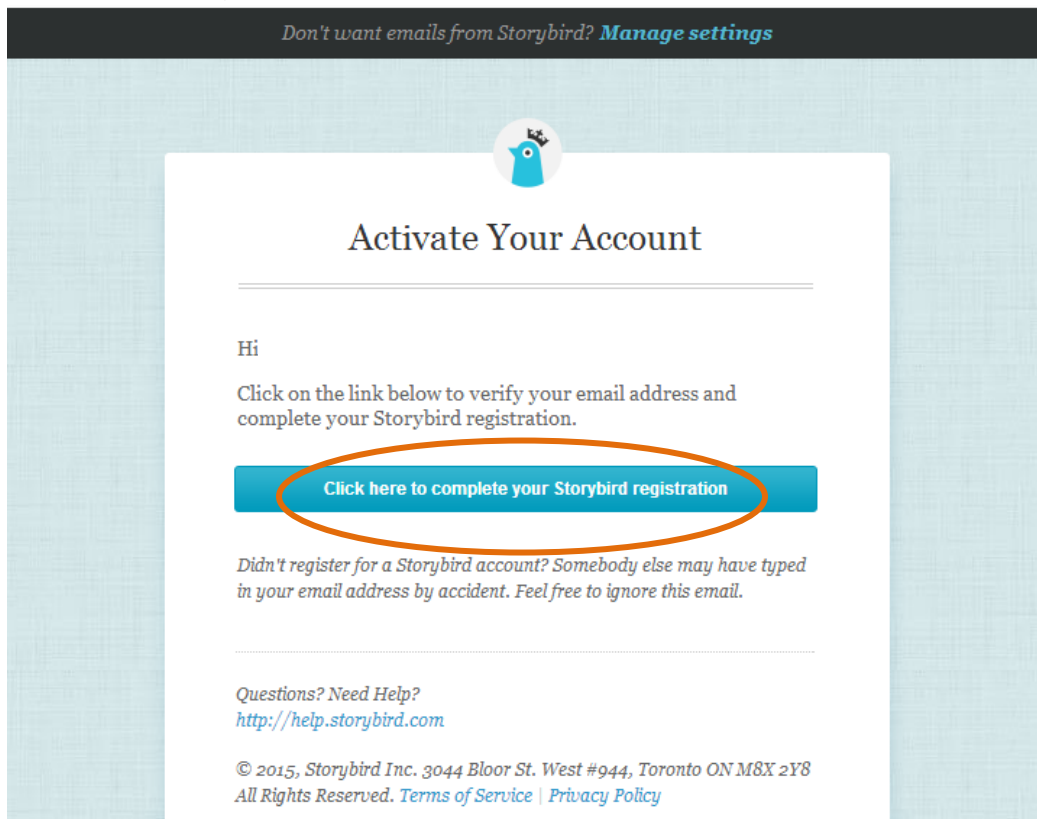 Don't want emails from Storybird? Manage settings
Activate Your Account
Hi
Click on the link below to verify your email address and
complete your Storybird registration.
Click here to complete your Storybird registration
Didn't register for a Storybird account? Somebody else may have typed
in your email address by accident. Feel free to ignore this email.
Questions? Need Help?
http://help.storybird.com
© 2015, Storybird Inc. 3044 Bloor St. West #944, Toronto ON M8X 2Y8
All Rights Reserved. Terms of Service | Privacy Policy